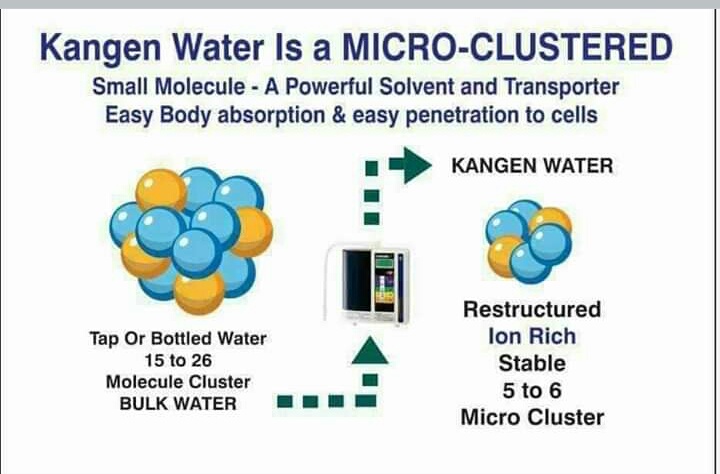 Kangen Water Is a MICRO-CLUSTERED
Small Molecule - A Powerful Solvent and Transporter
Easy Body absorption & easy penetration to cells
KANGEN WATER
Tap Or Bottled Water
15 to 26
Molecule Cluster
BULK WATER
Restructured
Ion Rich
Stable
5 to 6
Micro Cluster